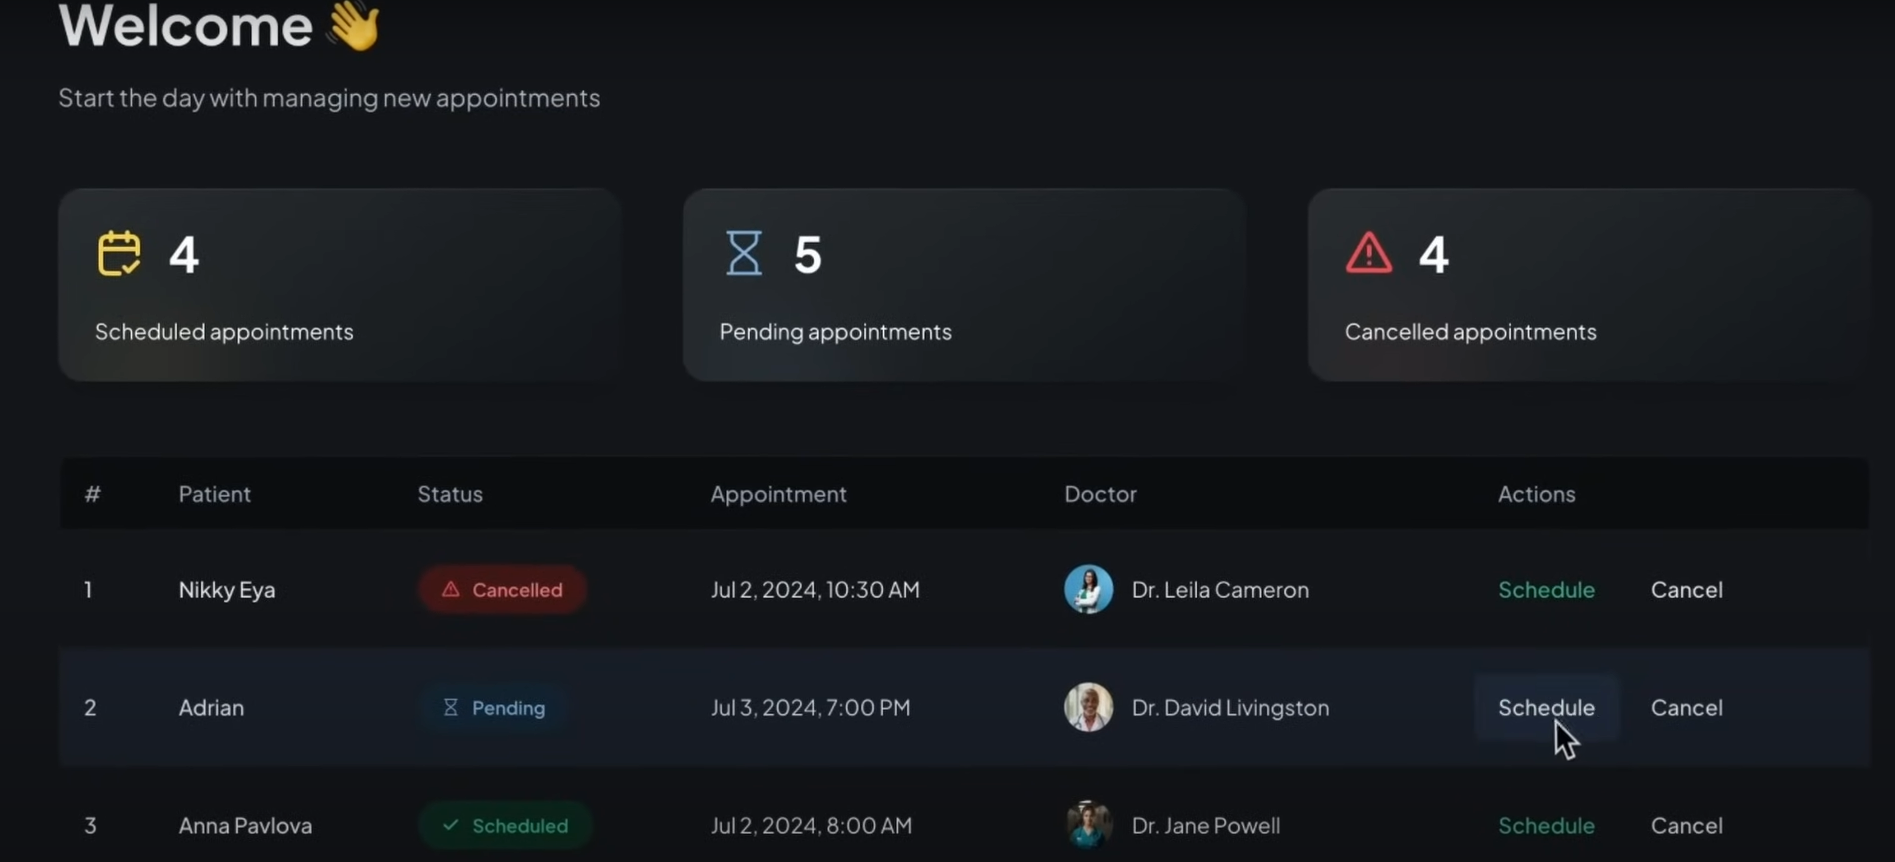 Welcome 👋
Start the day with managing new appointments
4
Scheduled appointments
5
Pending appointments
4
Cancelled appointments
# Patient Status Appointment Doctor Actions
1 Nikky Eya Cancelled Jul 2, 2024, 10:30 AM Dr. Leila Cameron Schedule Cancel
2 Adrian Pending Jul 3, 2024, 7:00 PM Dr. David Livingston Schedule Cancel
3 Anna Pavlova Scheduled Jul 2, 2024, 8:00 AM Dr. Jane Powell Schedule Cancel